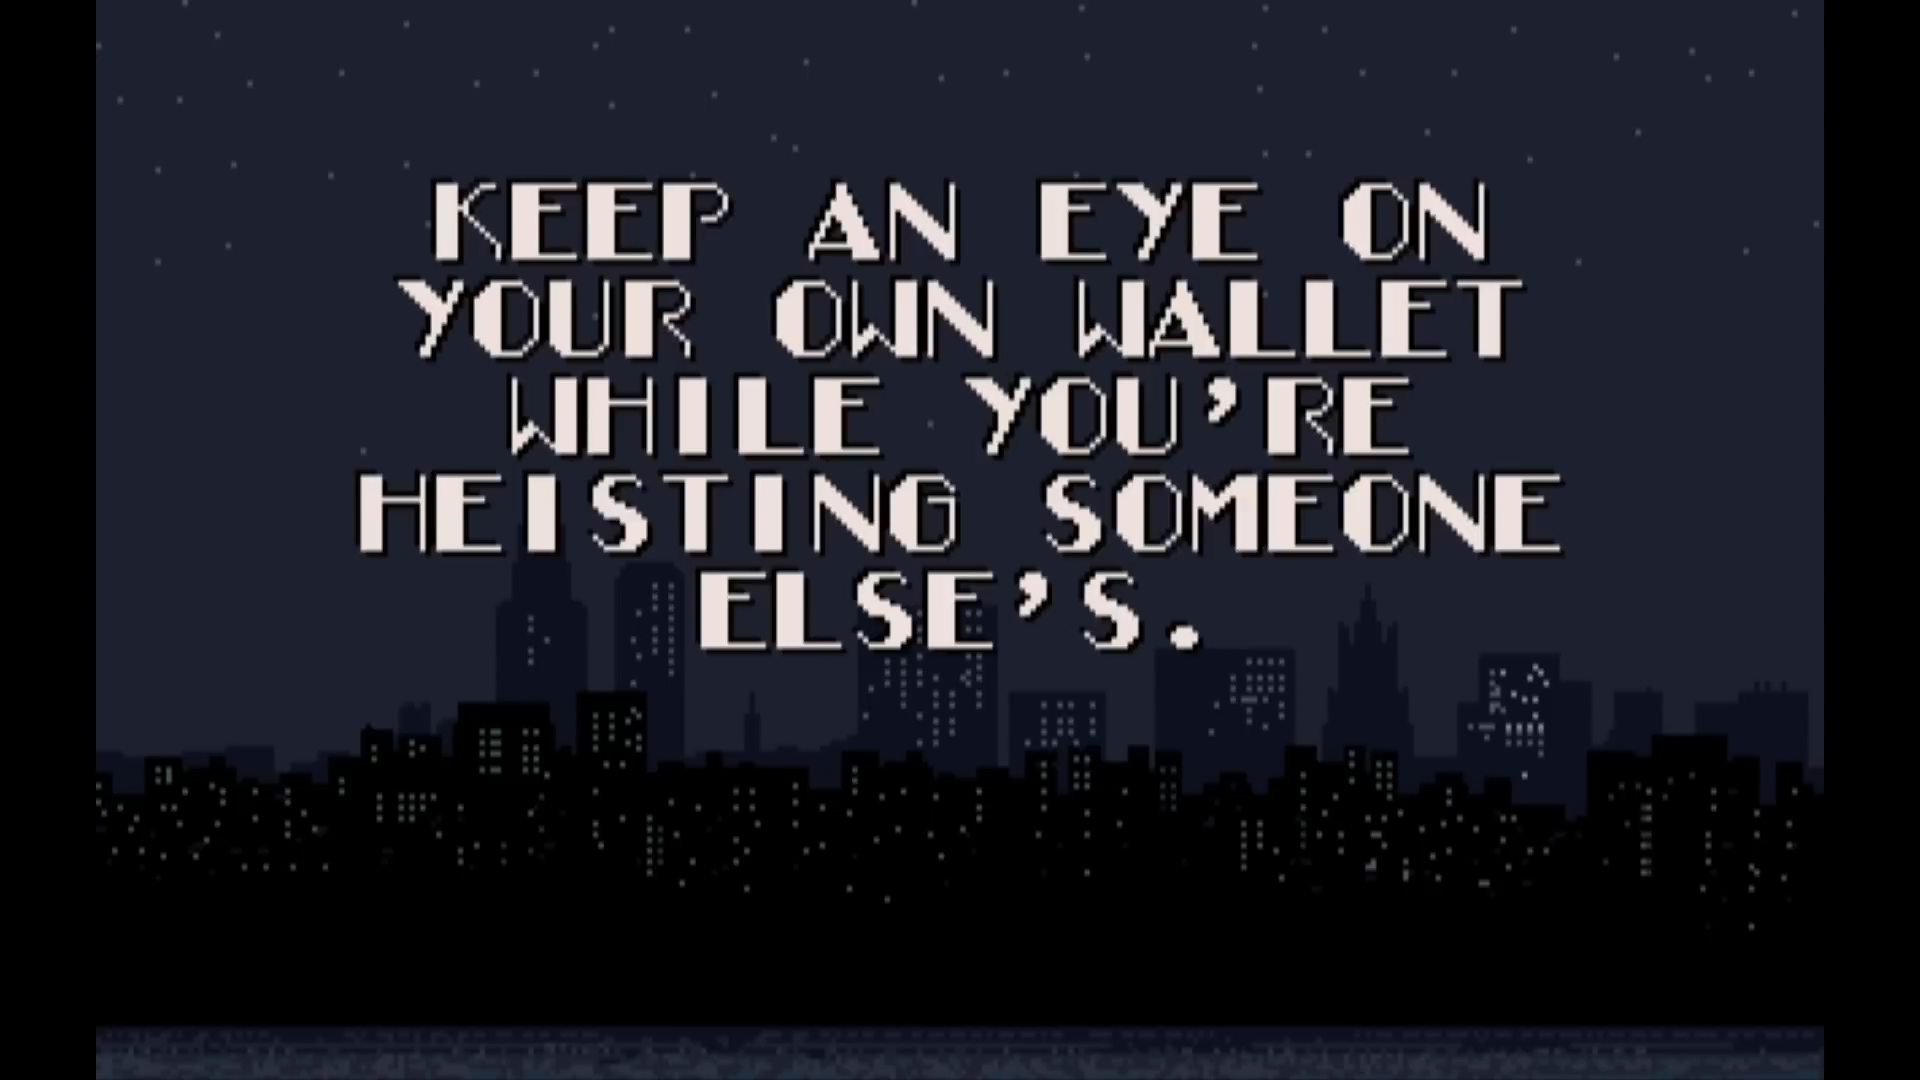 KEEP AN EYE ON
YOUR OWN WALLET
WHILE YOU'RE
HEISTING SOMEONE
ELSE'S.